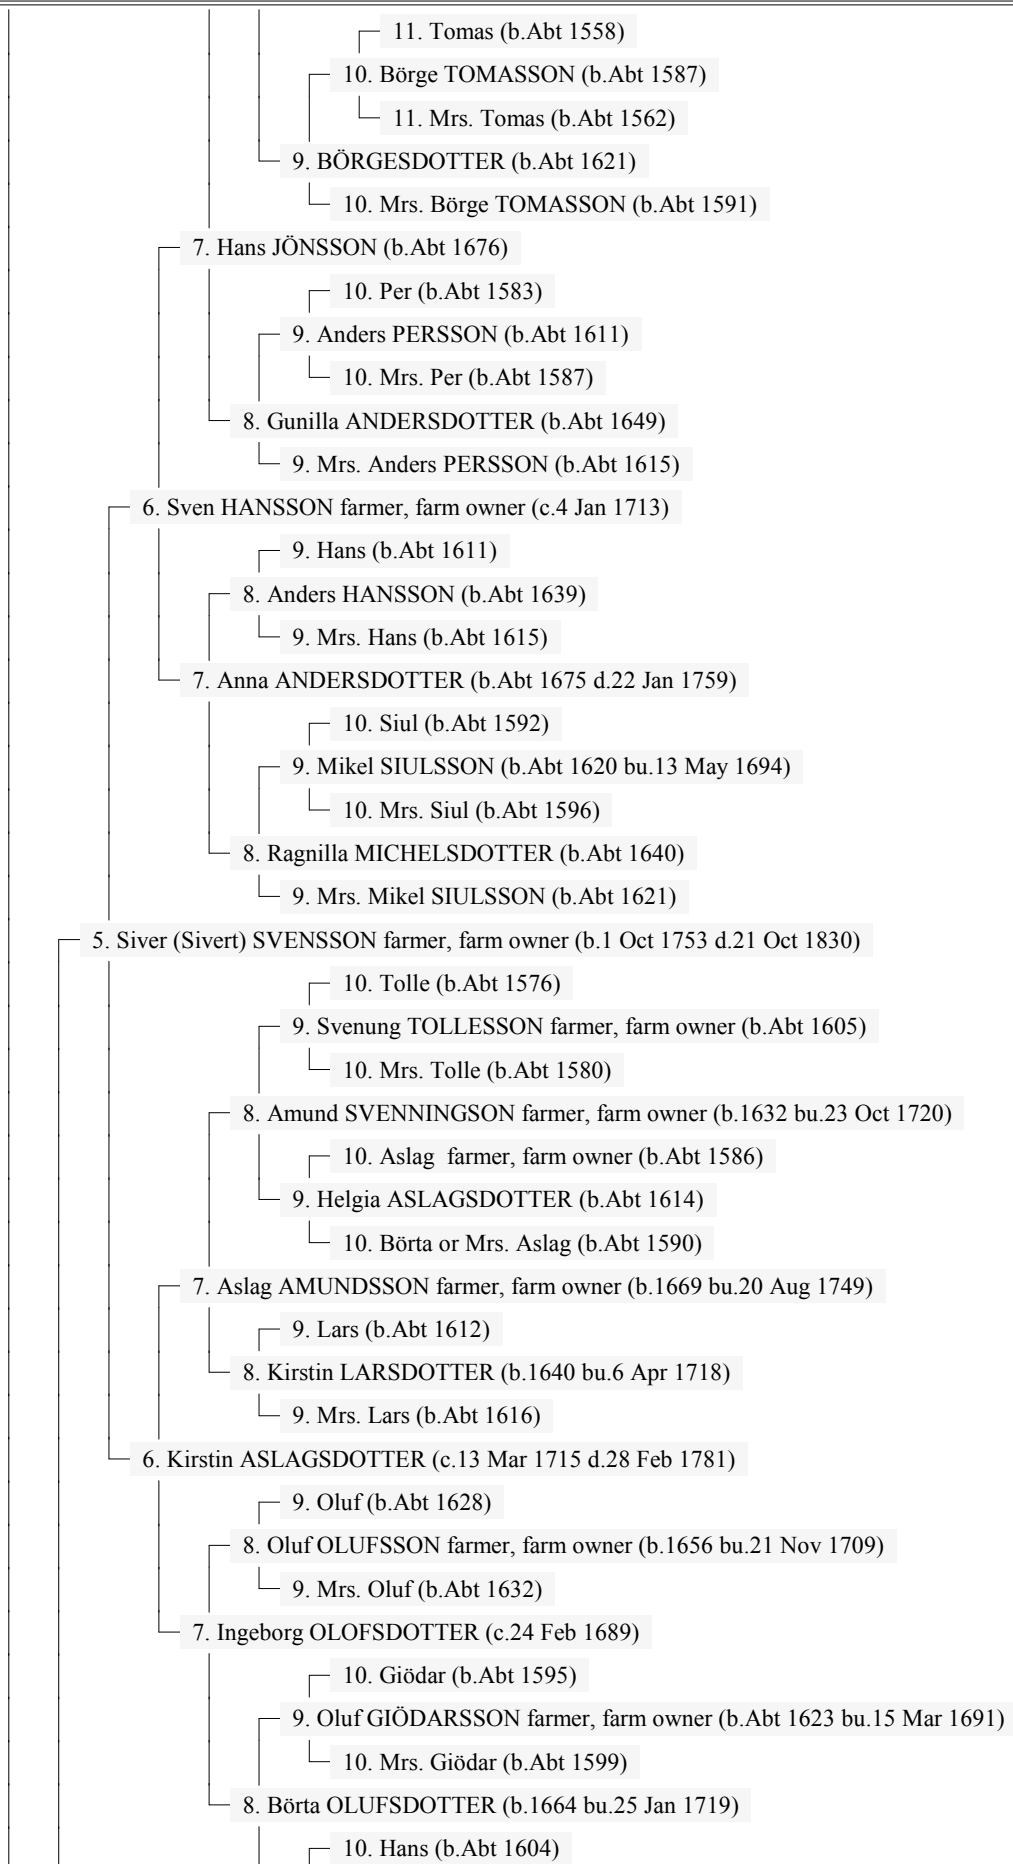 11. Tomas (b.Abt 1558)
10. Börge TOMASSON (b.Abt 1587)
11. Mrs. Tomas (b.Abt 1562)
9. BÖRGESDOTTER (b.Abt 1621)
10. Mrs. Börge TOMASSON (b.Abt 1591)
7. Hans JÖNSSON (b.Abt 1676)
10. Per (b.Abt 1583)
9. Anders PERSSON (b.Abt 1611)
10. Mrs. Per (b.Abt 1587)
8. Gunilla ANDERSDOTTER (b.Abt 1649)
9. Mrs. Anders PERSSON (b.Abt 1615)
6. Sven HANSSON farmer, farm owner (c.4 Jan 1713)
9. Hans (b.Abt 1611)
8. Anders HANSSON (b.Abt 1639)
9. Mrs. Hans (b.Abt 1615)
7. Anna ANDERSDOTTER (b.Abt 1675 d.22 Jan 1759)
10. Siul (b.Abt 1592)
9. Mikel SIULSSON (b.Abt 1620 bu.13 May 1694)
10. Mrs. Siul (b.Abt 1596)
8. Ragnilla MICHELSDOTTER (b.Abt 1640)
9. Mrs. Mikel SIULSSON (b.Abt 1621)
5. Siver (Sivert) SVENSSON farmer, farm owner (b.1 Oct 1753 d.21 Oct 1830)
10. Tolle (b.Abt 1576)
9. Svenung TOLLESSON farmer, farm owner (b.Abt 1605)
10. Mrs. Tolle (b.Abt 1580)
8. Amund SVENNINGSON farmer, farm owner (b.1632 bu.23 Oct 1720)
10. Aslag  farmer, farm owner (b.Abt 1586)
9. Helgia ASLAGSDOTTER (b.Abt 1614)
10. Börta or Mrs. Aslag (b.Abt 1590)
7. Aslag AMUNDSSON farmer, farm owner (b.1669 bu.20 Aug 1749)
9. Lars (b.Abt 1612)
8. Kirstin LARSDOTTER (b.1640 bu.6 Apr 1718)
9. Mrs. Lars (b.Abt 1616)
6. Kirstin ASLAGSDOTTER (c.13 Mar 1715 d.28 Feb 1781)
9. Oluf (b.Abt 1628)
8. Oluf OLUFSSON farmer, farm owner (b.1656 bu.21 Nov 1709)
9. Mrs. Oluf (b.Abt 1632)
7. Ingeborg OLOFSDOTTER (c.24 Feb 1689)
10. Giödar (b.Abt 1595)
9. Oluf GIÖDARSSON farmer, farm owner (b.Abt 1623 bu.15 Mar 1691)
10. Mrs. Giödar (b.Abt 1599)
8. Börta OLUFSDOTTER (b.1664 bu.25 Jan 1719)
10. Hans (b.Abt 1604)